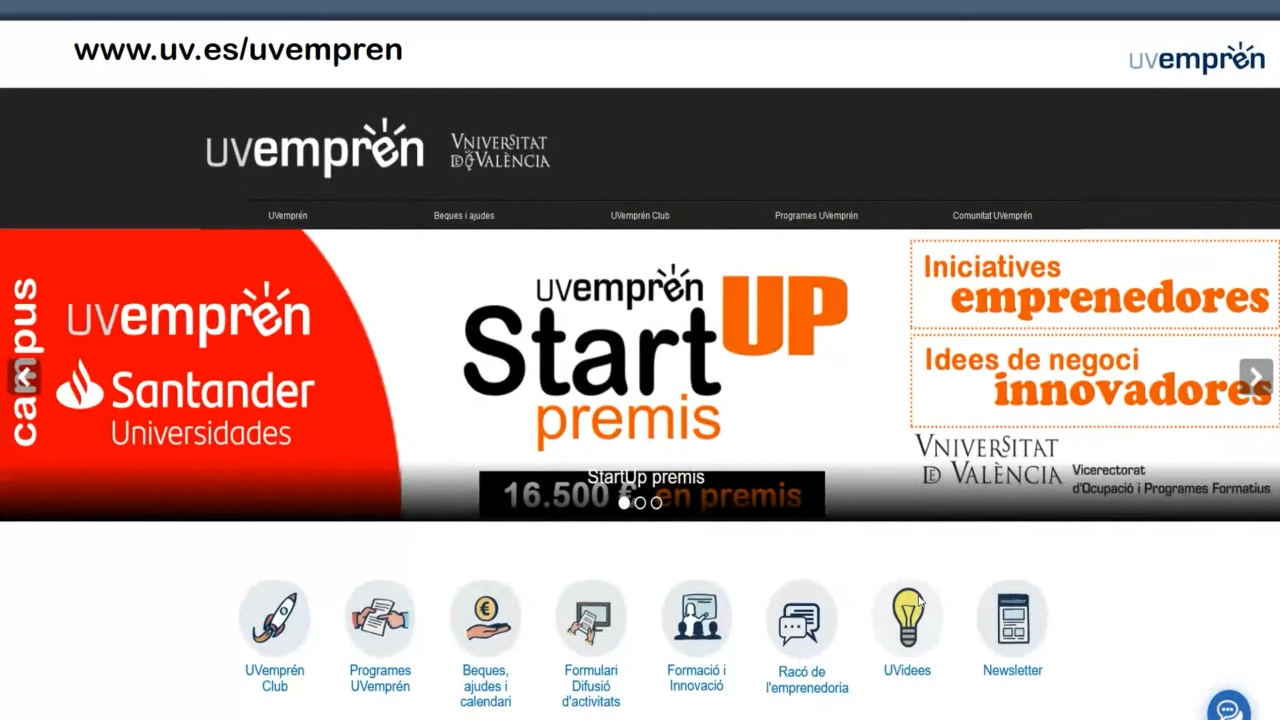 www.uv.es/uvempren
uvemprén
uvemprén
VNIVERSITAT
DE VALÈNCIA
UVemprén
Beques i ajudes
UVemprén Club
Programes UVemprén
Comunitat UVemprén
campus
uvemprén
Santander
Universidades
uvemprén
StartUP
premis
StartUp premis
16.500 € en premis
Iniciatives
emprenedores
Idees de negoci
innovadores
VNIVERSITAT
DE VALÈNCIA
Vicerectorat
d'Ocupació i Programes Formatius
UVemprén
Club
Programes
UVemprén
Beques,
ajudes i
calendari
Formulari
Difusió
d'activitats
Formació i
Innovació
Racó de
l'emprenedoria
UVidees
newsletter
Newsletter